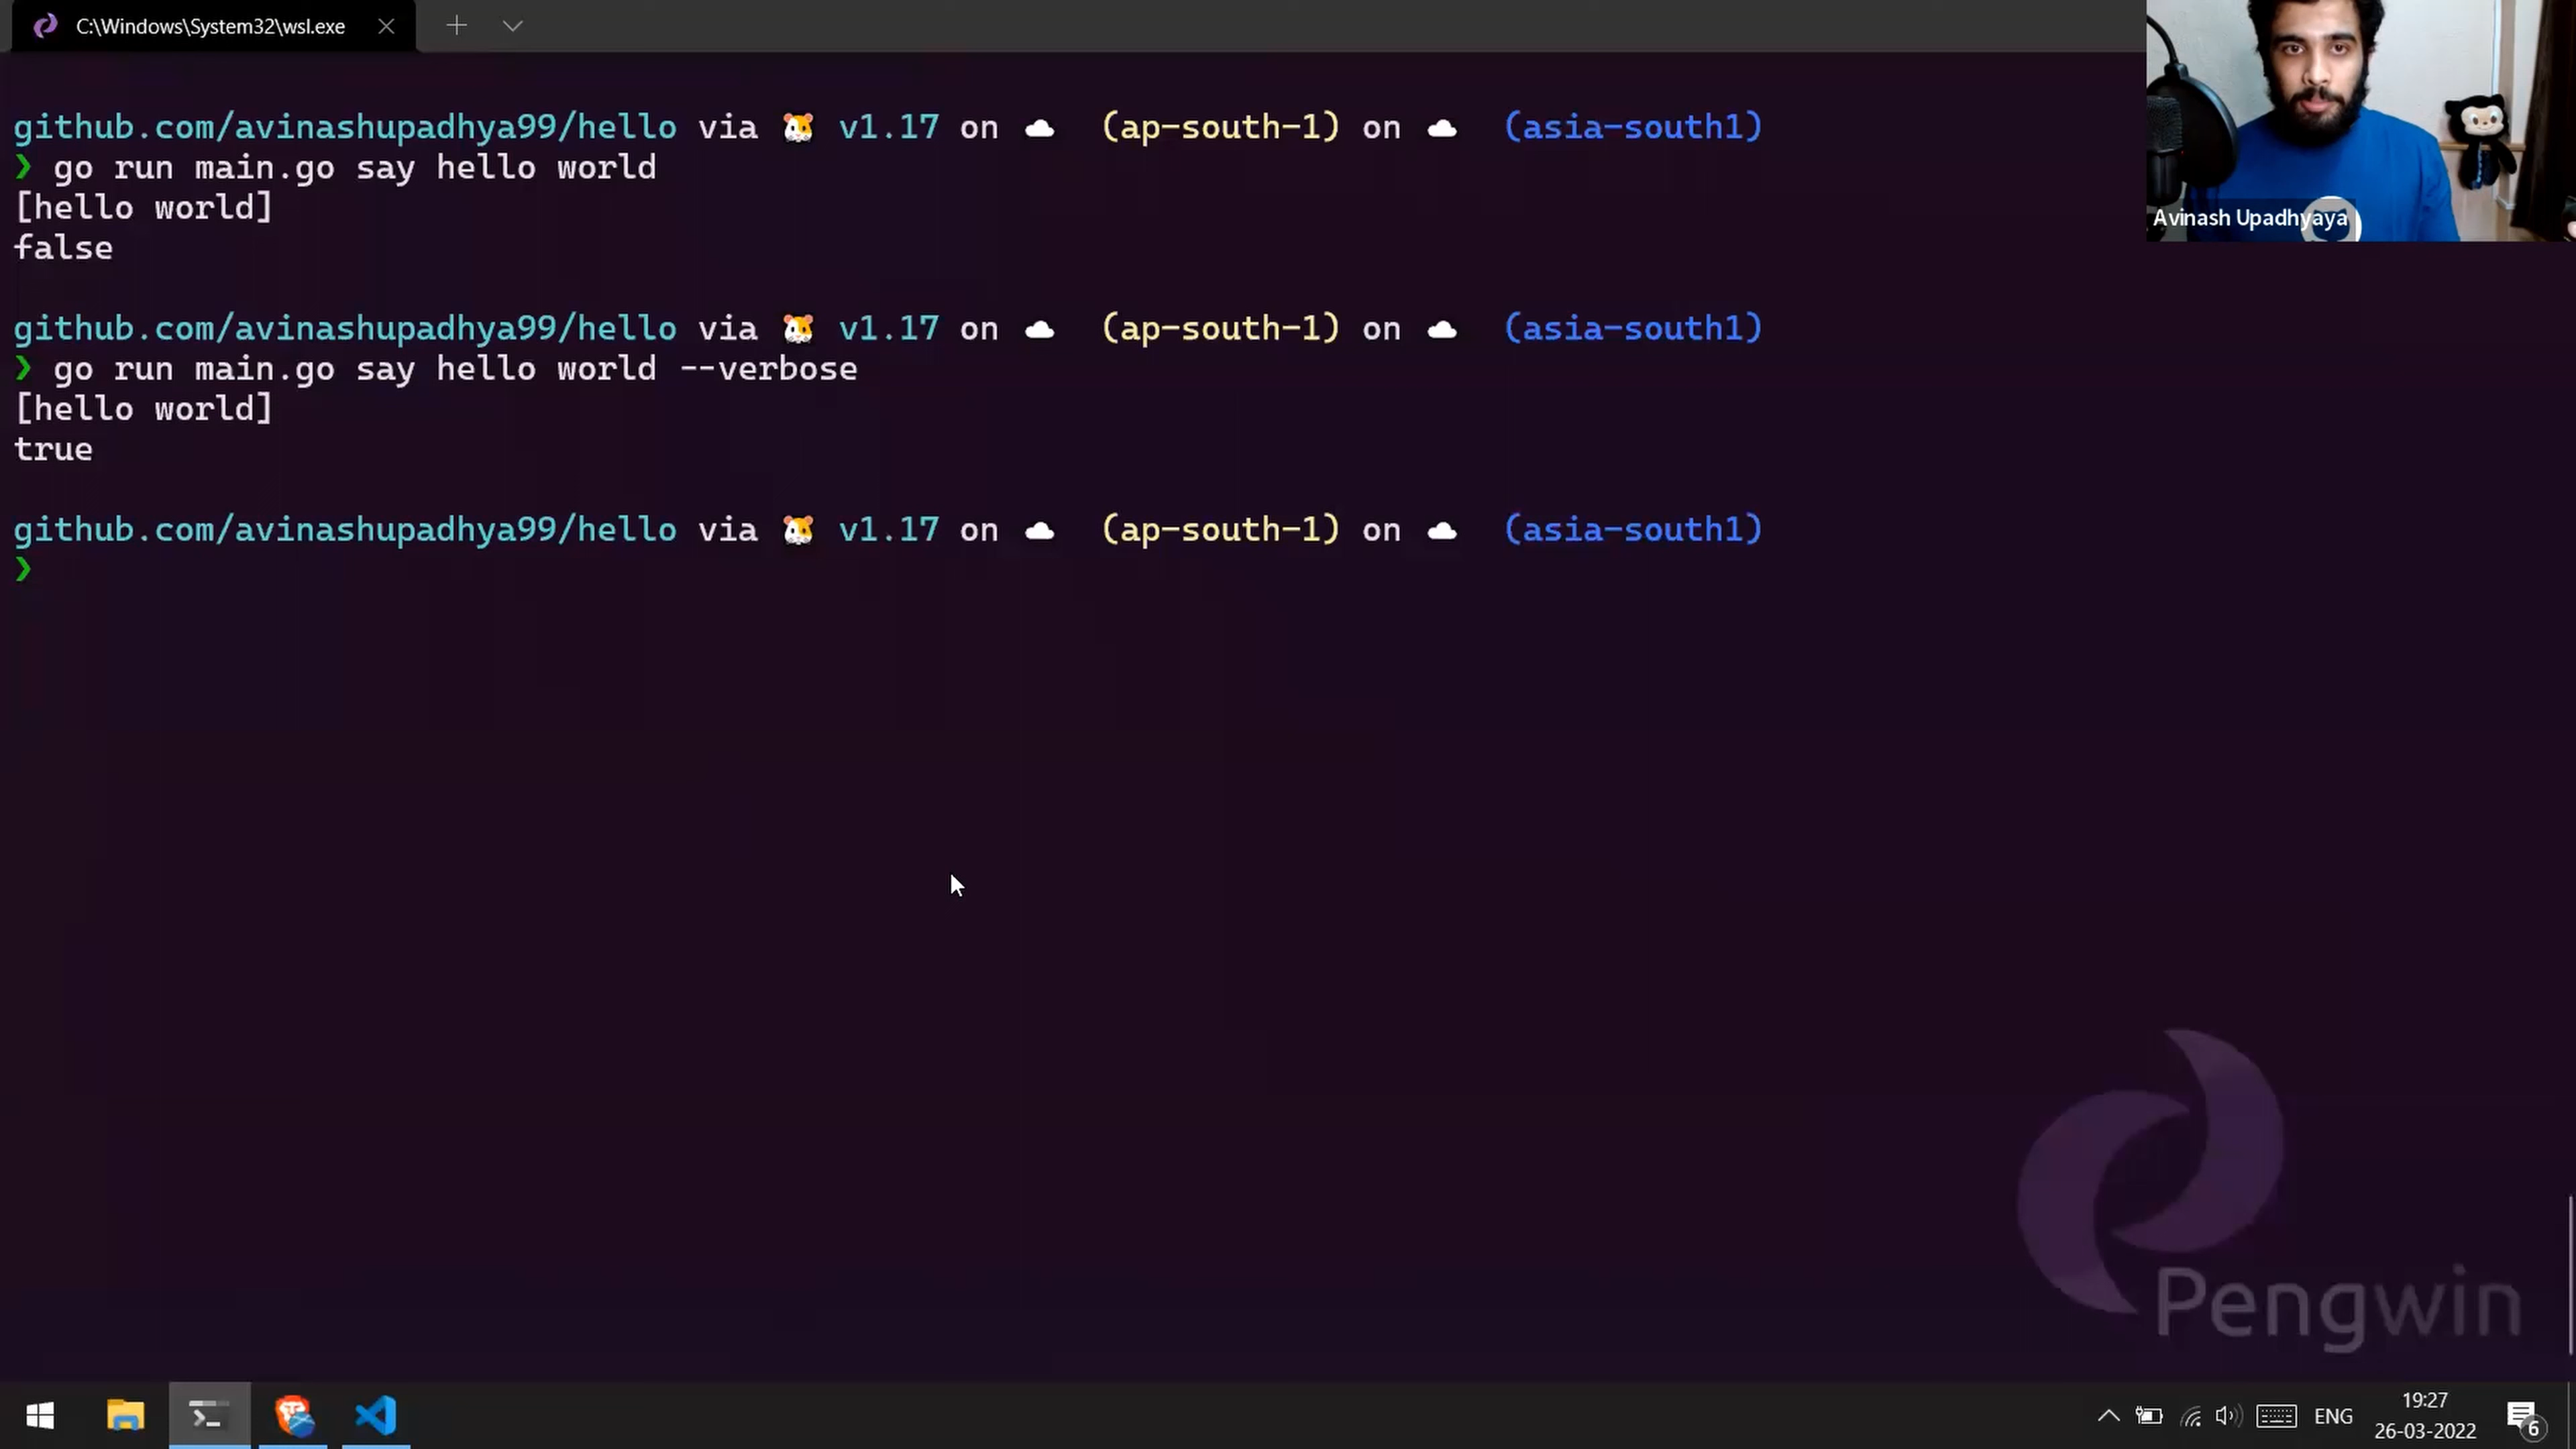 C:\Windows\System32\wsl.exe
github.com/avinashupadhya99/hello via 🐹 v1.17 on ☁ (ap-south-1) on ☁ (asia-south1)
❯ go run main.go say hello world
[hello world]
false
github.com/avinashupadhya99/hello via 🐹 v1.17 on ☁ (ap-south-1) on ☁ (asia-south1)
❯ go run main.go say hello world --verbose
[hello world]
true
github.com/avinashupadhya99/hello via 🐹 v1.17 on ☁ (ap-south-1) on ☁ (asia-south1)
❯
Avinash Upadhyaya
Pengwin
ENG
19:27
26-03-2022
6